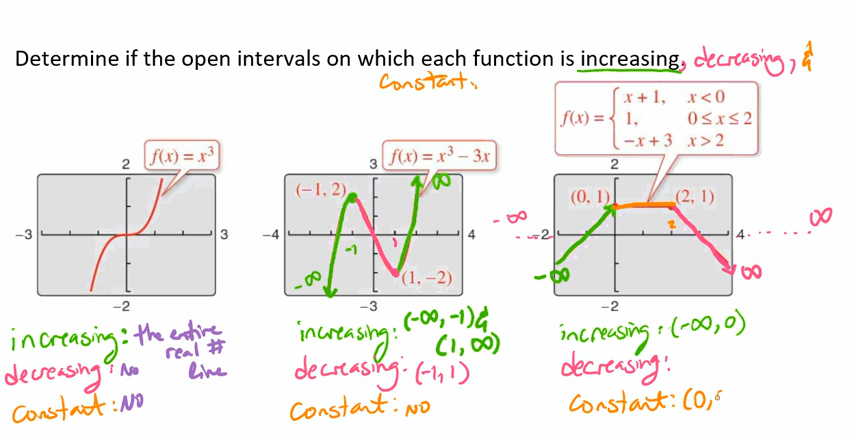 Determine if the open intervals on which each function is increasing, decreasing, &
constant.
f(x) = { x + 1, x < 0
1, 0 ≤ x ≤ 2
−x + 3 x > 2
2
f(x) = x³
−3
3
−2
3
f(x) = x³ − 3x
(−1, 2)
∞
−4
4
−1
1
−∞
(1, −2)
−3
2
(0, 1)
(2, 1)
−∞
∞
−2
2
4
−∞
∞
−2
increasing: the entire
real #
line
decreasing: No
constant: NO
increasing: (-∞, -1) &
(1, ∞)
decreasing: (-1, 1)
constant: NO
increasing: (-∞, 0)
decreasing:
constant: (0,